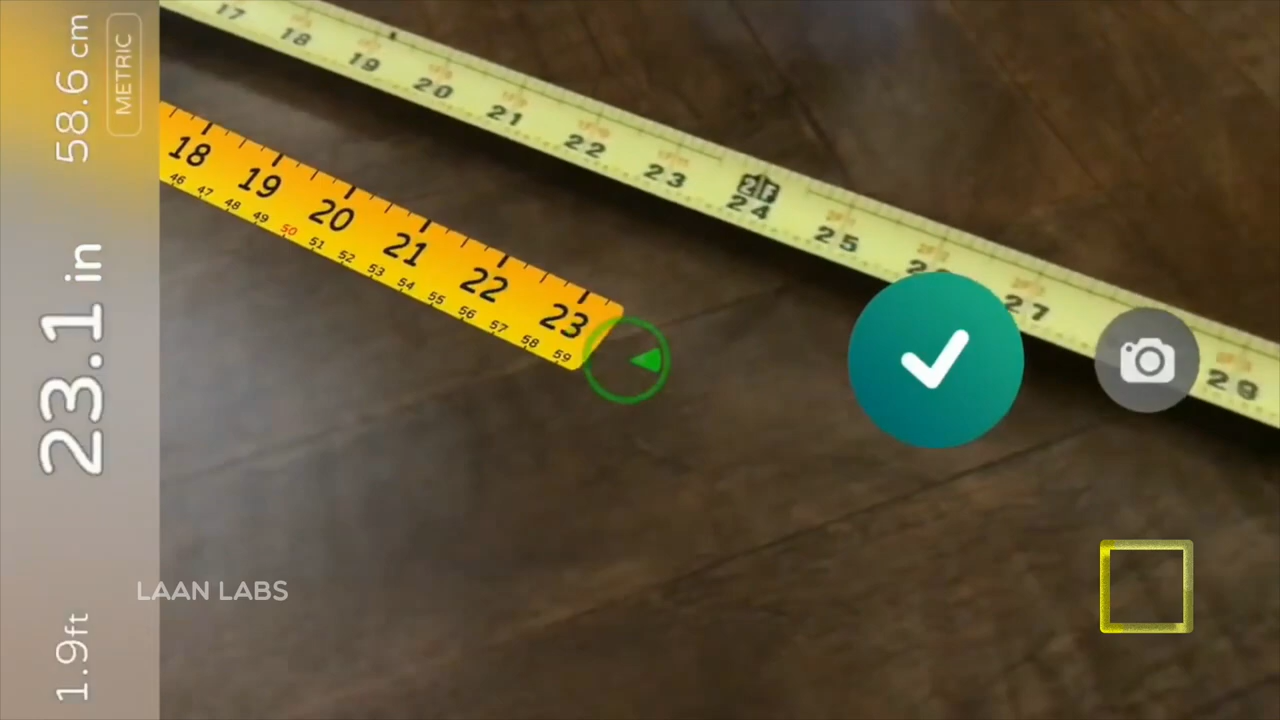 58.6 cm
METRIC
23.1 in
1.9ft
17 18 19 20 21 22 23 24 25 27 29
2F
18 19 20 21 22 23
46 47 48 49 50 51 52 53 54 55 56 57 58 59
LAAN LABS